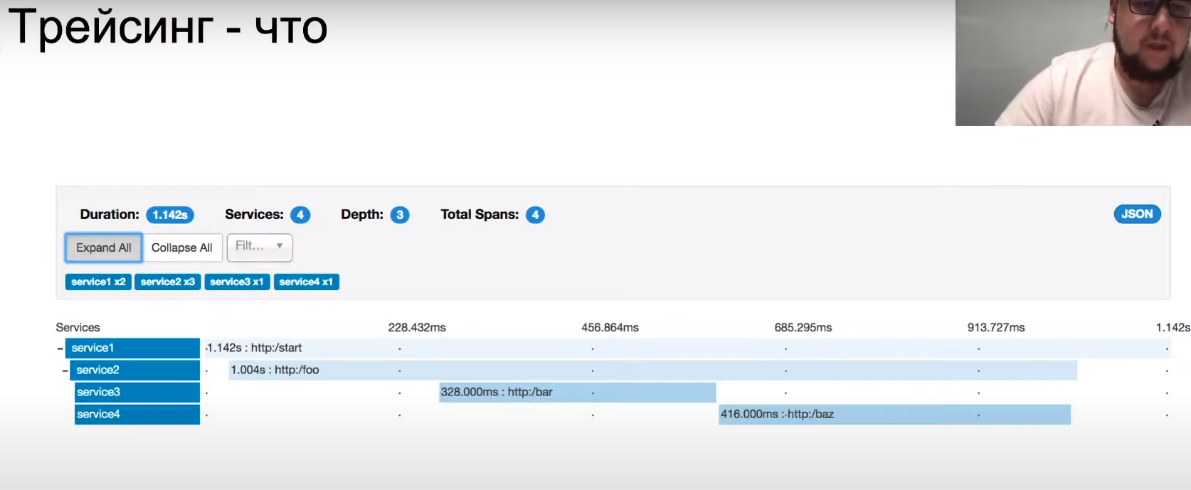 Трейсинг - что
Duration: 1.142s Services: 4 Depth: 3 Total Spans: 4 JSON
Expand All Collapse All Filt...
service1 x2 service2 x3 service3 x1 service4 x1
Services 228.432ms 456.864ms 685.295ms 913.727ms 1.142s
- service1 1.142s : http:/start
- service2 1.004s : http:/foo
service3 328.000ms : http:/bar
service4 416.000ms : http:/baz